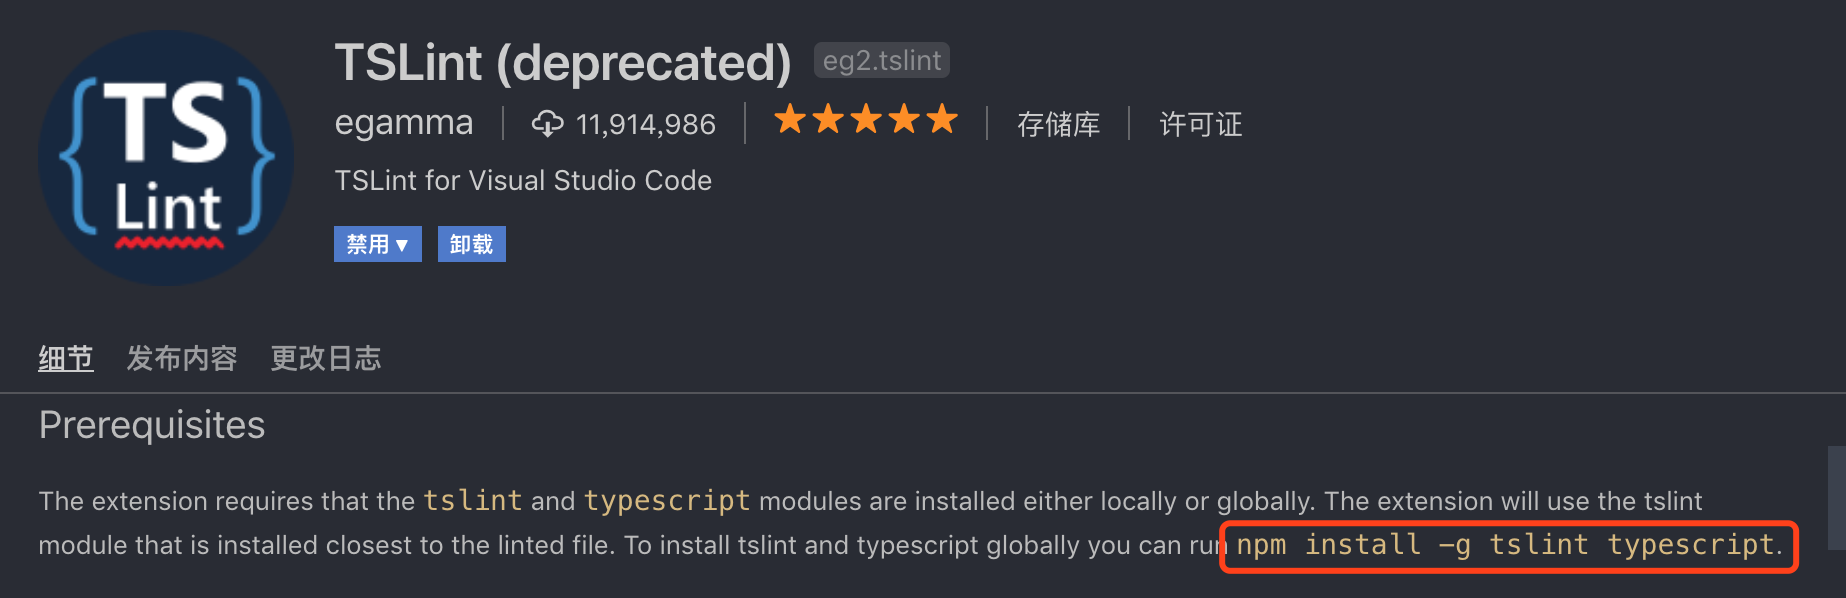 {TS}
Lint
TSLint (deprecated) eg2.tslint
egamma 11,914,986 存储库 许可证
TSLint for Visual Studio Code
禁用 卸载
细节 发布内容 更改日志
Prerequisites
The extension requires that the tslint and typescript modules are installed either locally or globally. The extension will use the tslint
module that is installed closest to the linted file. To install tslint and typescript globally you can run npm install -g tslint typescript.